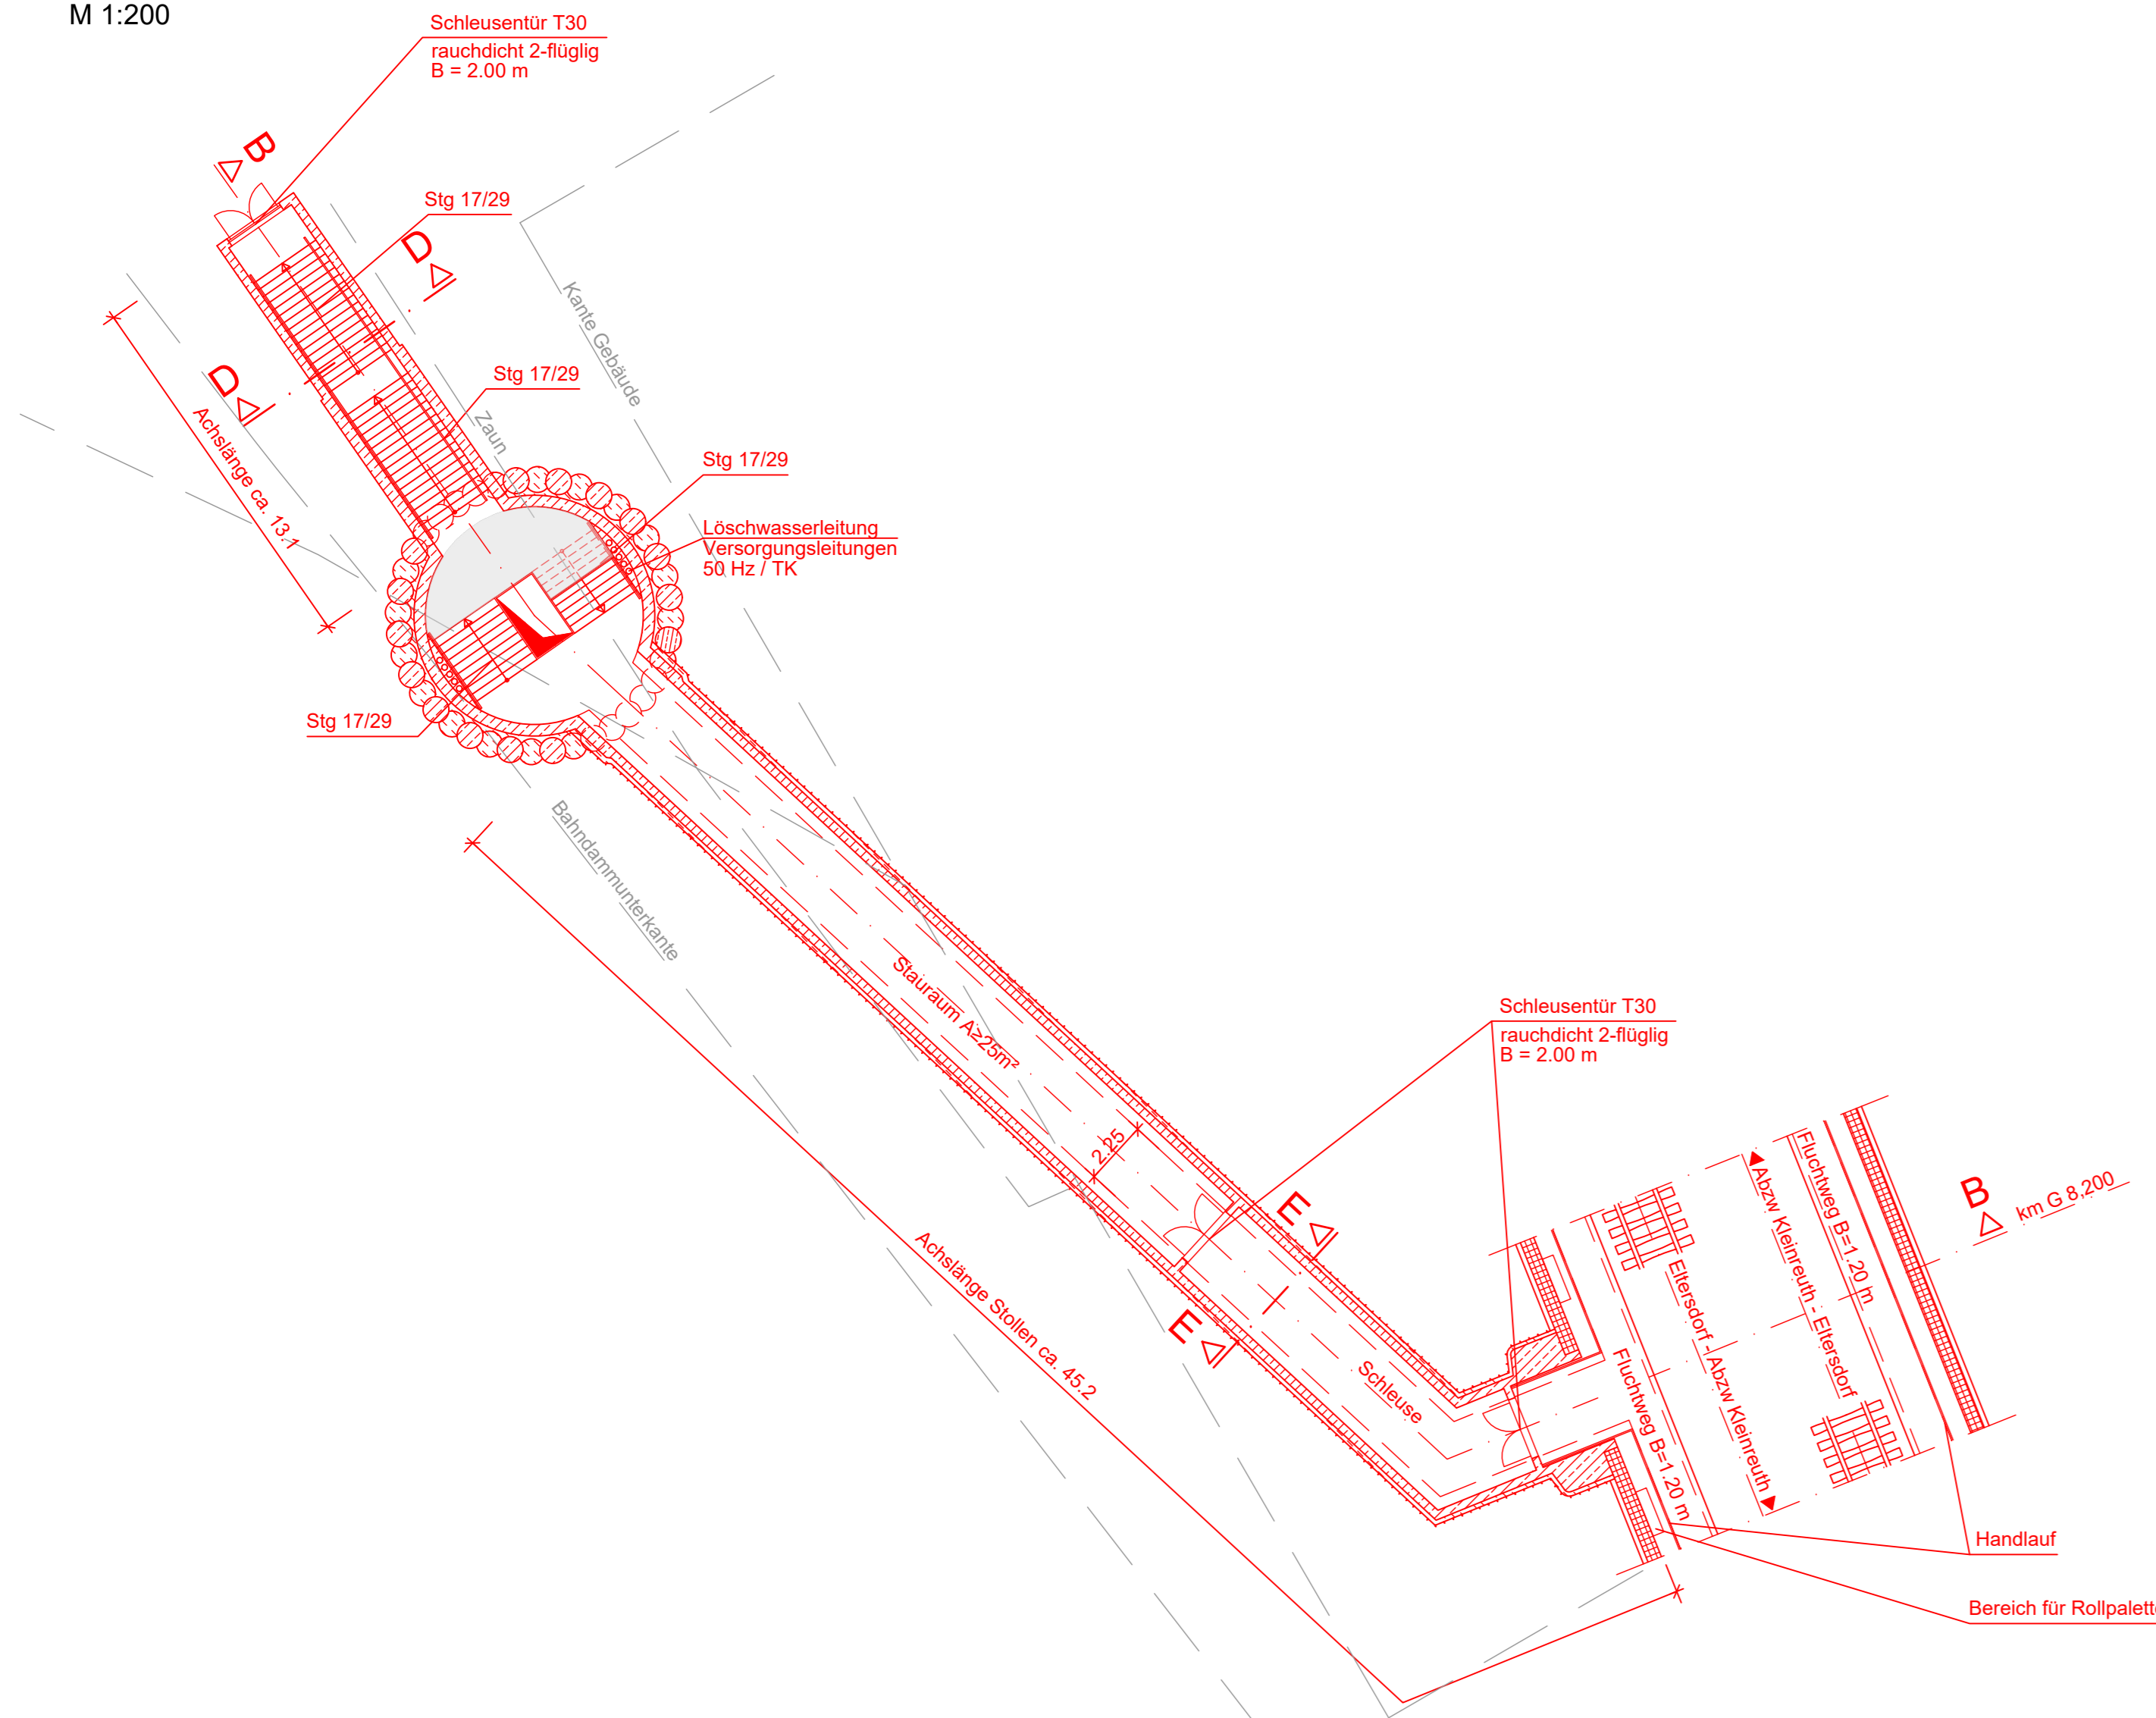 M 1:200
Schleusentür T30
rauchdicht 2-flüglig
B = 2.00 m
B
Stg 17/29
D
Kante Gebäude
D
Stg 17/29
Achslänge ca. 13.1
Zaun
Stg 17/29
Löschwasserleitung
Versorgungsleitungen
50 Hz / TK
Stg 17/29
Bahndammunterkante
Stauraum A≥25m²
Schleusentür T30
rauchdicht 2-flüglig
B = 2.00 m
2.25
E
E
Achslänge Stollen ca. 45.2
Schleuse
Fluchtweg B=1.20 m
Eltersdorf - Abzw Kleinreuth
Abzw Kleinreuth - Eltersdorf
Fluchtweg B=1.20 m
B
km G 8,200
Handlauf
Bereich für Rollpalett